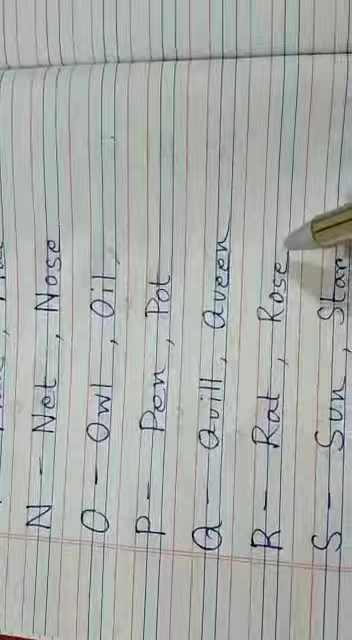 N - Net , Nose
O - Owl , Oil,
P - Pen , Pot
Q - Quill, Queen
R - Rat , Rose
S - Sun , Star